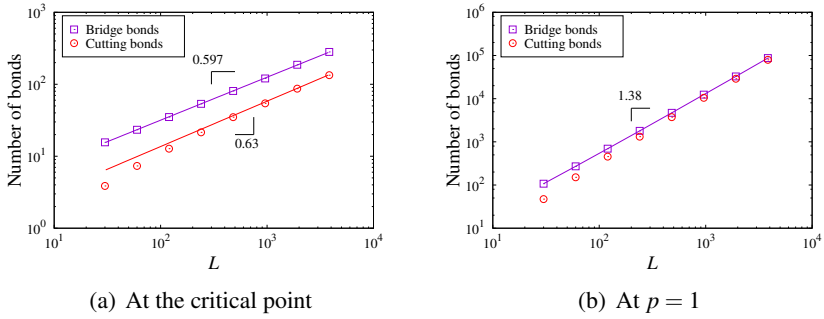 Number of bonds
10^3
10^2
10^1
10^0
Bridge bonds
Cutting bonds
0.597
0.63
10^1
10^2
10^3
10^4
L
(a) At the critical point
Number of bonds
10^6
10^5
10^4
10^3
10^2
10^1
Bridge bonds
Cutting bonds
1.38
10^1
10^2
10^3
10^4
L
(b) At p = 1